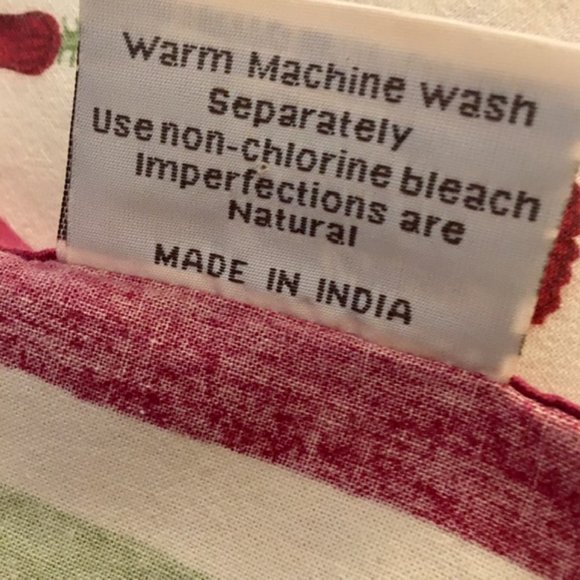 Warm Machine wash
Separately
Use non-chlorine bleach
Imperfections are
Natural
MADE IN INDIA